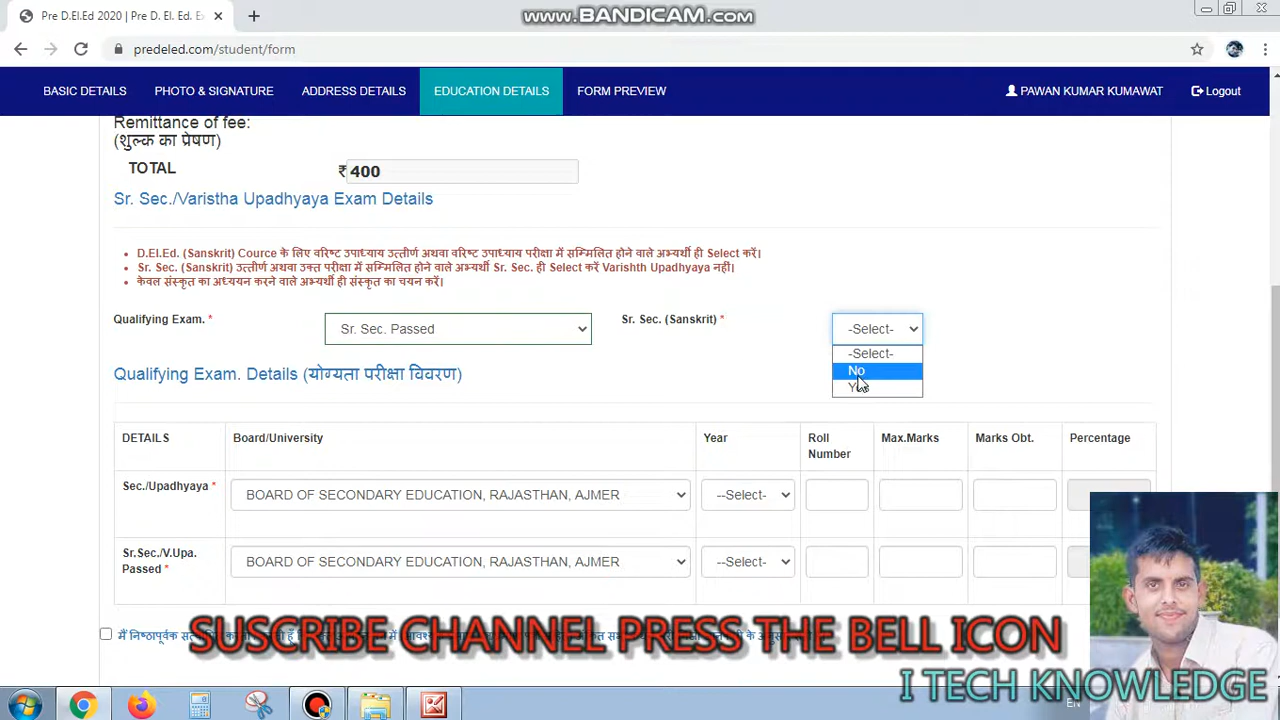 Pre D.El.Ed 2020 | Pre D. El. Ed. Ex
www.BANDICAM.com
predeled.com/student/form
BASIC DETAILS PHOTO & SIGNATURE ADDRESS DETAILS EDUCATION DETAILS FORM PREVIEW PAWAN KUMAR KUMAWAT Logout
Remittance of fee:
(शुल्क का प्रेषण)
TOTAL ₹ 400
Sr. Sec./Varistha Upadhyaya Exam Details
D.El.Ed. (Sanskrit) Cource के लिए वरिष्ट उपाध्याय उत्तीर्ण अथवा वरिष्ट उपाध्याय परीक्षा में सम्मिलित होने वाले अभ्यर्थी ही Select करें।
Sr. Sec. (Sanskrit) उत्तीर्ण अथवा उक्त परीक्षा में सम्मिलित होने वाले अभ्यर्थी Sr. Sec. ही Select करें Varishth Upadhyaya नहीं।
केवल संस्कृत का अध्ययन करने वाले अभ्यर्थी ही संस्कृत का चयन करें।
Qualifying Exam. * Sr. Sec. Passed Sr. Sec. (Sanskrit) * -Select-
-Select-
No
Yes
Qualifying Exam. Details (योग्यता परीक्षा विवरण)
DETAILS Board/University Year Roll Number Max.Marks Marks Obt. Percentage
Sec./Upadhyaya * BOARD OF SECONDARY EDUCATION, RAJASTHAN, AJMER --Select-
Sr.Sec./V.Upa. Passed * BOARD OF SECONDARY EDUCATION, RAJASTHAN, AJMER --Select-
मैं निष्ठापूर्वक
SUSCRIBE CHANNEL PRESS THE BELL ICON
I TECH KNOWLEDGE
EN